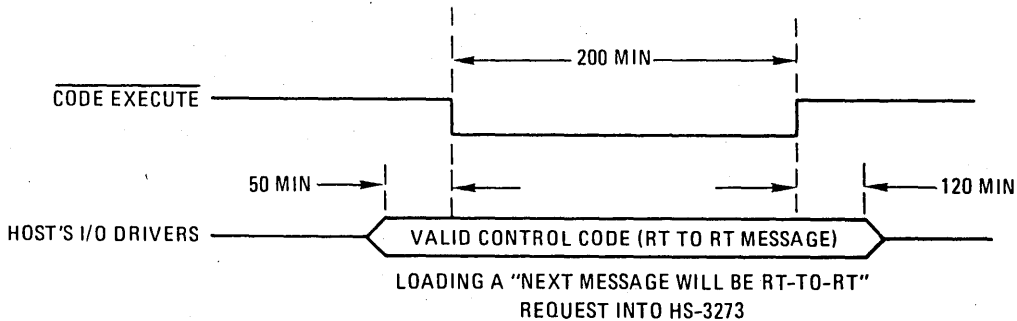 200 MIN
CODE EXECUTE
50 MIN
120 MIN
HOST'S I/O DRIVERS
VALID CONTROL CODE (RT TO RT MESSAGE)
LOADING A "NEXT MESSAGE WILL BE RT-TO-RT"
REQUEST INTO HS-3273